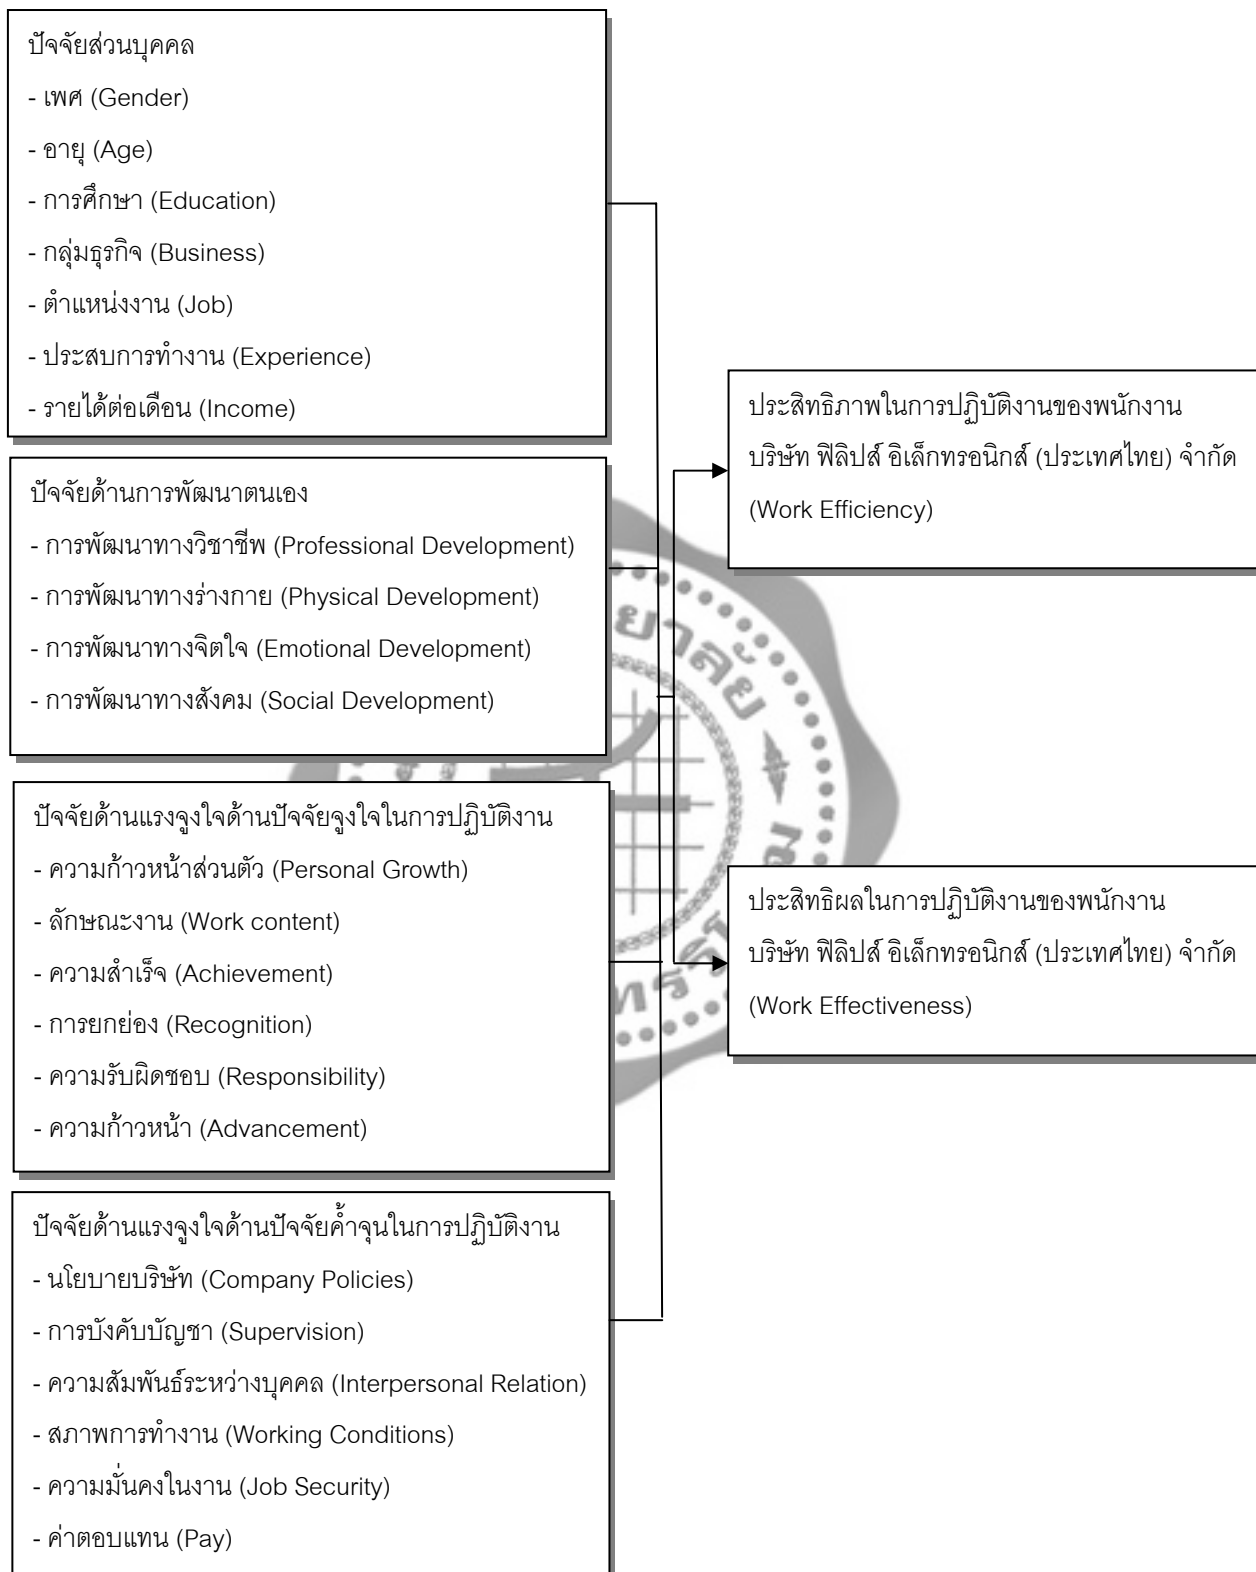 ปัจจัยส่วนบุคคล
- เพศ (Gender)
- อายุ (Age)
- การศึกษา (Education)
- กลุ่มธุรกิจ (Business)
- ตำแหน่งงาน (Job)
- ประสบการทำงาน (Experience)
- รายได้ต่อเดือน (Income)
ปัจจัยด้านการพัฒนาตนเอง
- การพัฒนาทางวิชาชีพ (Professional Development)
- การพัฒนาทางร่างกาย (Physical Development)
- การพัฒนาทางจิตใจ (Emotional Development)
- การพัฒนาทางสังคม (Social Development)
ปัจจัยด้านแรงจูงใจด้านปัจจัยจูงใจในการปฏิบัติงาน
- ความก้าวหน้าส่วนตัว (Personal Growth)
- ลักษณะงาน (Work content)
- ความสำเร็จ (Achievement)
- การยกย่อง (Recognition)
- ความรับผิดชอบ (Responsibility)
- ความก้าวหน้า (Advancement)
ปัจจัยด้านแรงจูงใจด้านปัจจัยค้ำจุนในการปฏิบัติงาน
- นโยบายบริษัท (Company Policies)
- การบังคับบัญชา (Supervision)
- ความสัมพันธ์ระหว่างบุคคล (Interpersonal Relation)
- สภาพการทำงาน (Working Conditions)
- ความมั่นคงในงาน (Job Security)
- ค่าตอบแทน (Pay)
ประสิทธิภาพในการปฏิบัติงานของพนักงาน
บริษัท ฟิลิปส์ อิเล็กทรอนิกส์ (ประเทศไทย) จำกัด
(Work Efficiency)
ประสิทธิผลในการปฏิบัติงานของพนักงาน
บริษัท ฟิลิปส์ อิเล็กทรอนิกส์ (ประเทศไทย) จำกัด
(Work Effectiveness)